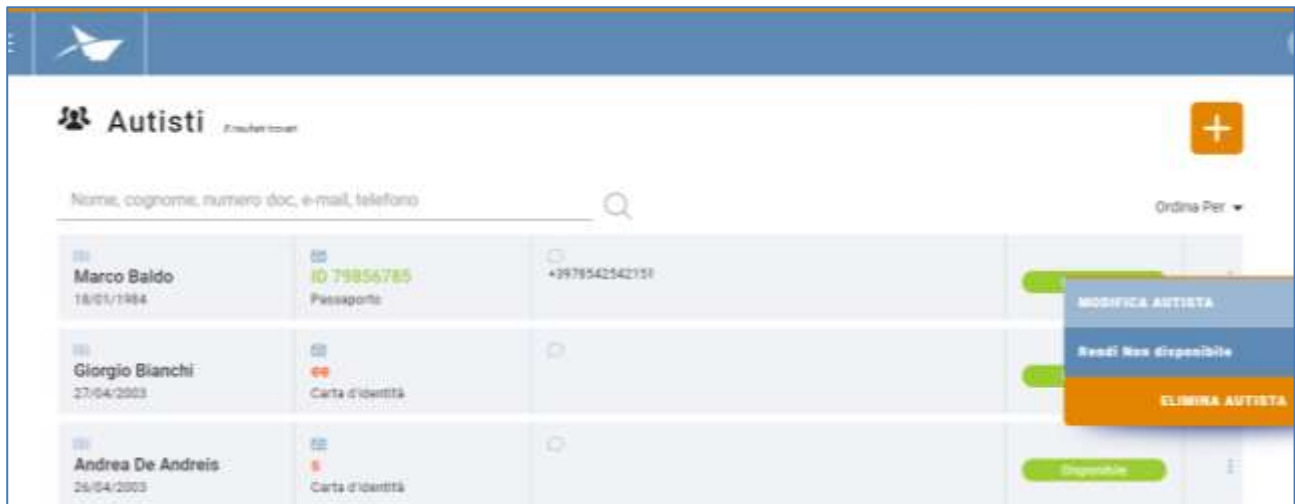 Autisti
Nome, cognome, numero doc, e-mail, telefono
Ordina Per
Marco Baldo
18/01/1984
ID 79856785
Passaporto
+3978542542151
MODIFICA AUTISTA
Rendi Non disponibile
ELIMINA AUTISTA
Giorgio Bianchi
27/04/2003
Carta d'identità
Andrea De Andreis
26/04/2003
s
Carta d'identità
Disponibile